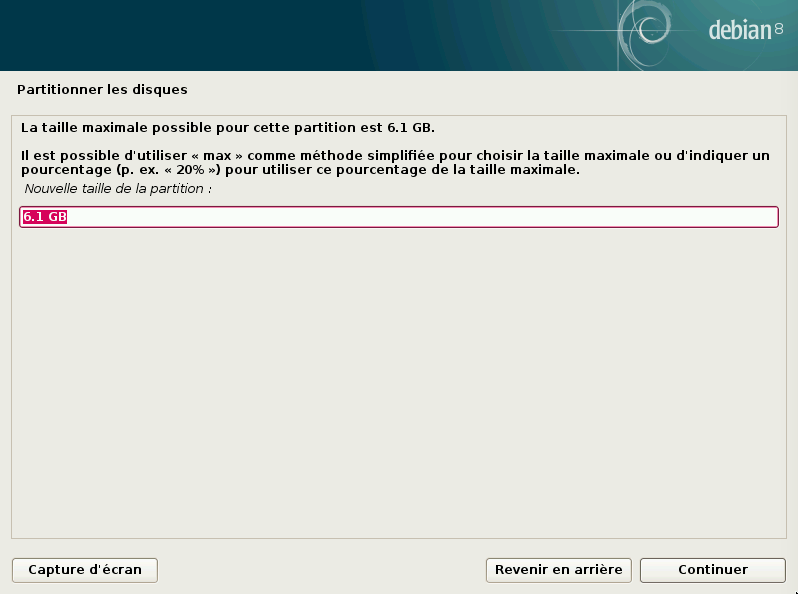 debian 8
Partitionner les disques
La taille maximale possible pour cette partition est 6.1 GB.
Il est possible d'utiliser « max » comme méthode simplifiée pour choisir la taille maximale ou d'indiquer un
pourcentage (p. ex. « 20% ») pour utiliser ce pourcentage de la taille maximale.
Nouvelle taille de la partition :
6.1 GB
Capture d'écran
Revenir en arrière
Continuer